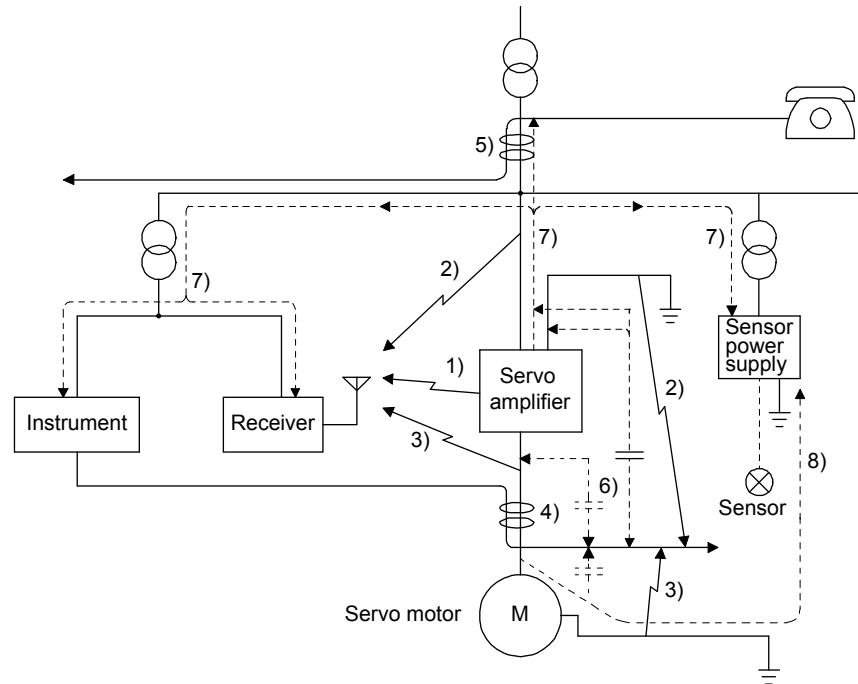 5)
2)
7)
7)
7)
Sensor
power
supply
1)
Servo
amplifier
2)
Instrument
Receiver
3)
6)
8)
4)
Sensor
3)
Servo motor
M